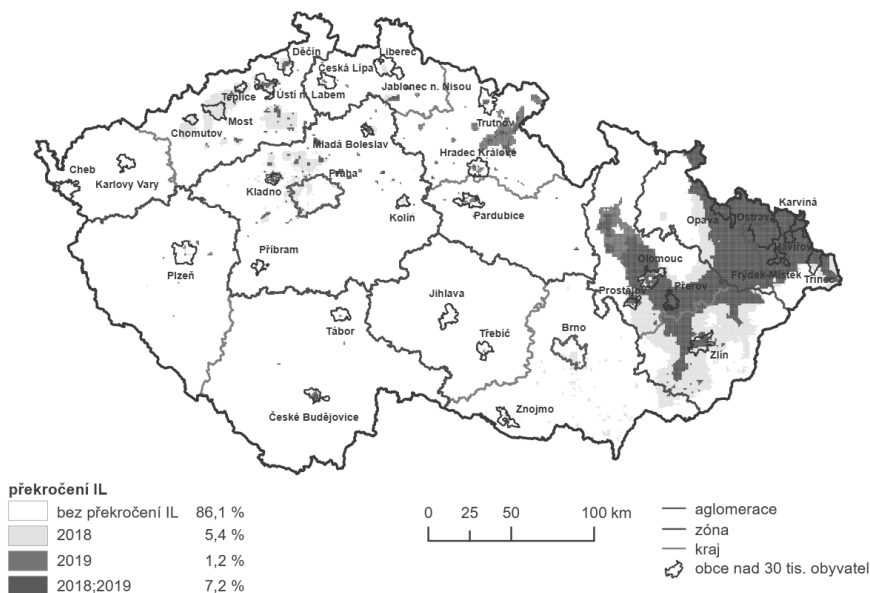 Děčín
Liberec
Česká Lípa
Teplice
Ústí n. Labem
Jablonec n. Nisou
Most
Chomutov
Trutnov
Mladá Boleslav
Hradec Králové
Cheb
Karlovy Vary
Praha
Kladno
Kolín
Pardubice
Karviná
Opava
Ostrava
Havířov
Olomouc
Frýdek-Místek
Třinec
Plzeň
Příbram
Prostějov
Přerov
Jihlava
Tábor
Třebíč
Brno
Zlín
České Budějovice
Znojmo
překročení IL
bez překročení IL 86,1 %
2018 5,4 %
2019 1,2 %
2018;2019 7,2 %
0 25 50 100 km
aglomerace
zóna
kraj
obce nad 30 tis. obyvatel